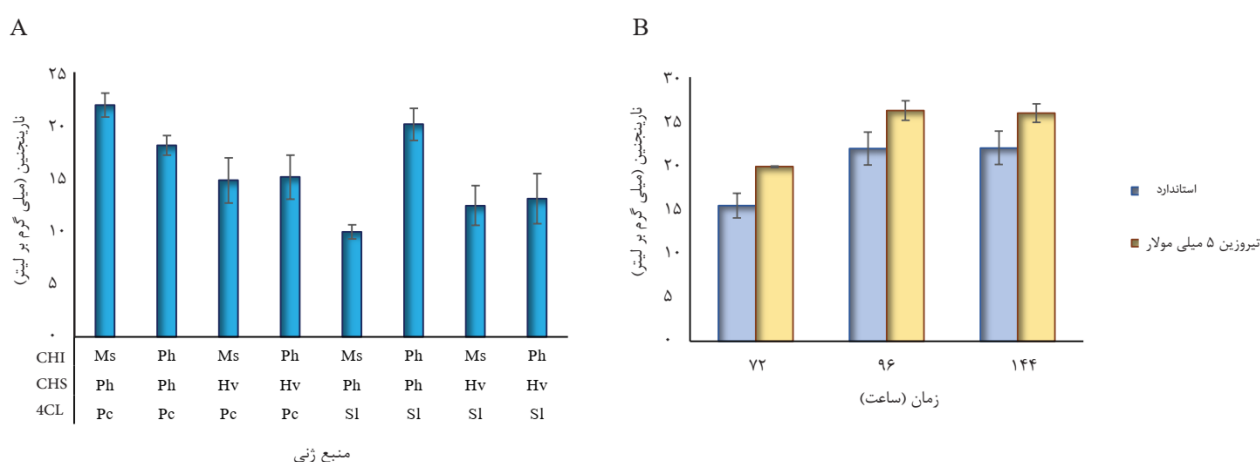 A
نارینجنین (میلی گرم بر لیتر)
۲۵
۲۰
۱۵
۱۰
۵
۰
CHI Ms Ph Ms Ph Ms Ph Ms Ph
CHS Ph Ph Hv Hv Ph Ph Hv Hv
4CL Pc Pc Pc Pc Sl Sl Sl Sl
منبع ژنی
B
نارینجنین (میلی گرم بر لیتر)
۳۰
۲۵
۲۰
۱۵
۱۰
۵
۰
۷۲ ۹۶ ۱۴۴
زمان (ساعت)
استاندارد
تیروزین ۵ میلی مولار